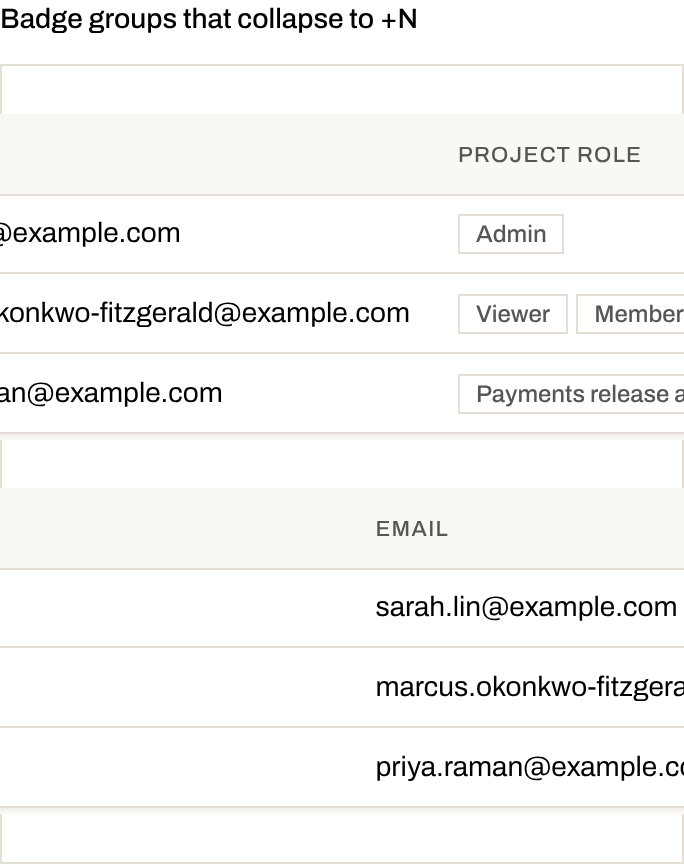 Badge groups that collapse to +N
PROJECT ROLE
@example.com Admin
konkwo-fitzgerald@example.com Viewer Member
an@example.com Payments release a
EMAIL
sarah.lin@example.com
marcus.okonkwo-fitzgera
priya.raman@example.co